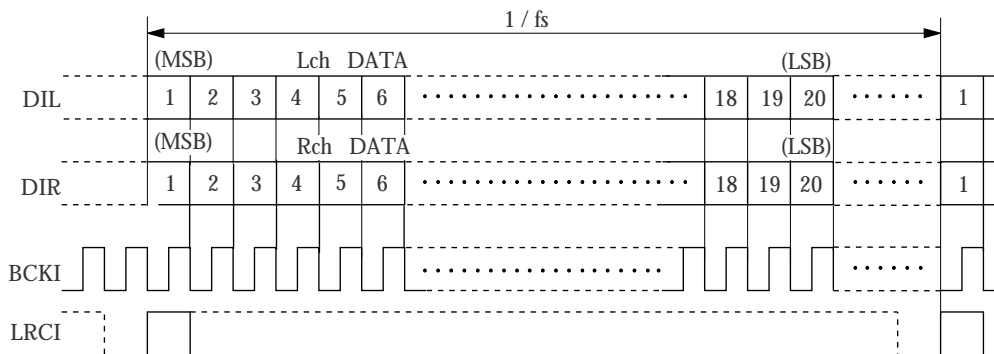 1 / fs
(MSB) Lch DATA (LSB)
DIL 1 2 3 4 5 6 18 19 20 1
(MSB) Rch DATA (LSB)
DIR 1 2 3 4 5 6 18 19 20 1
BCKI
LRCI